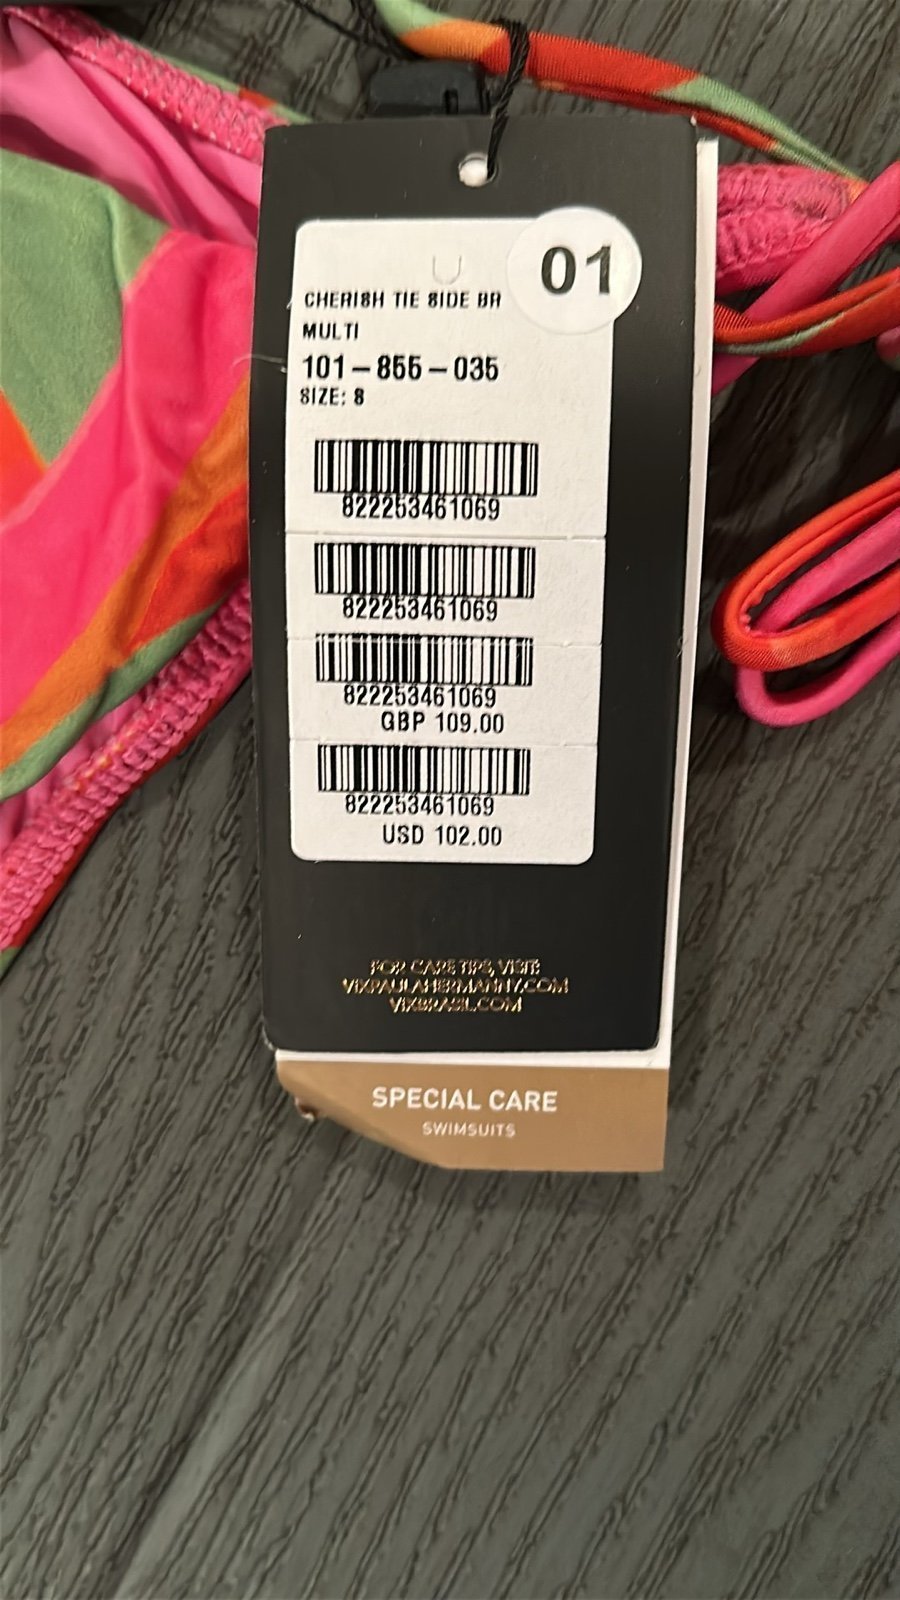 01
CHERISH TIE SIDE BR
MULTI
101-855-035
SIZE: 8
822253461069
822253461069
822253461069
GBP 109.00
822253461069
USD 102.00
FOR CARE TIPS, VISIT:
VIXPAULAHERMANNY.COM
VIXBRASIL.COM
SPECIAL CARE
SWIMSUITS